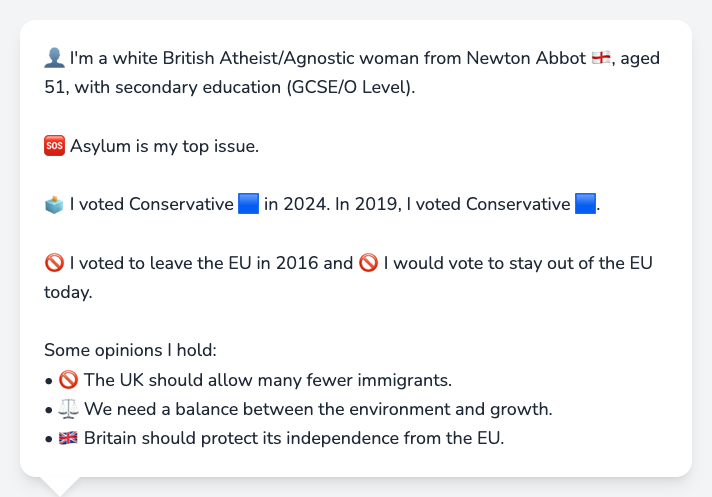 👤 I'm a white British Atheist/Agnostic woman from Newton Abbot 🏴󠁧󠁢󠁥󠁮󠁧󠁿, aged
51, with secondary education (GCSE/O Level).
🆘 Asylum is my top issue.
🗳️ I voted Conservative 🟦 in 2024. In 2019, I voted Conservative 🟦.
🚫 I voted to leave the EU in 2016 and 🚫 I would vote to stay out of the EU
today.
Some opinions I hold:
• 🚫 The UK should allow many fewer immigrants.
• ⚖️ We need a balance between the environment and growth.
• 🇬🇧 Britain should protect its independence from the EU.